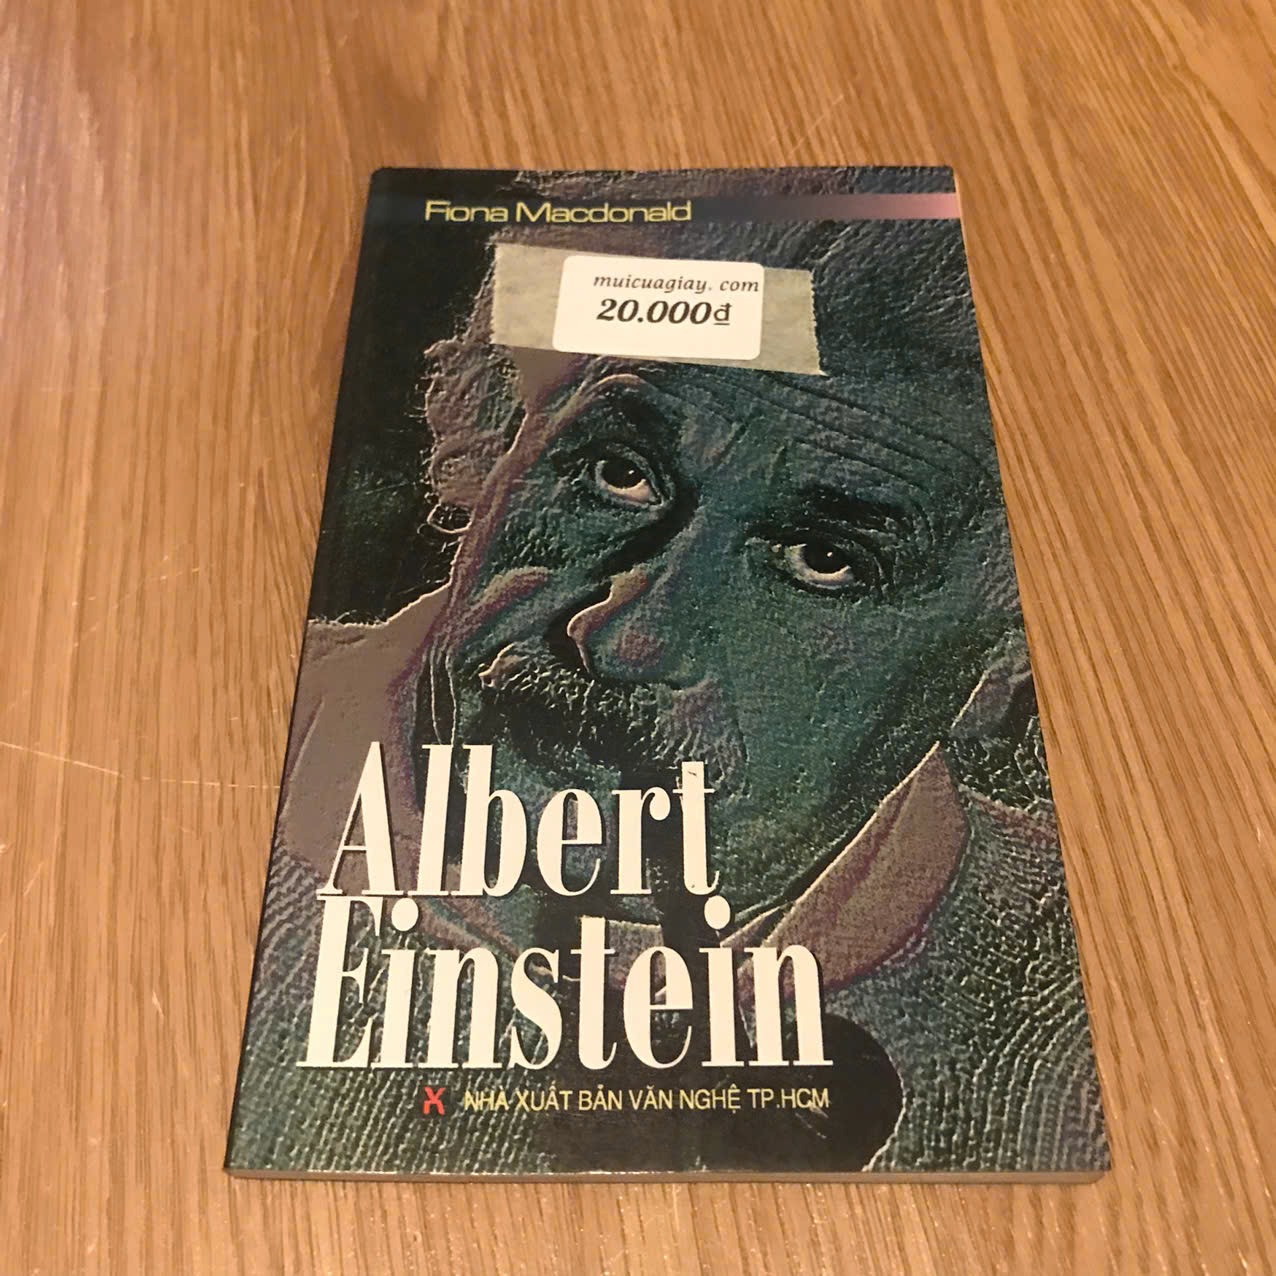 Fiona Macdonald
muicuagiay. com
20.000đ
Albert
Einstein
NHÀ XUẤT BẢN VĂN NGHỆ TP.HCM